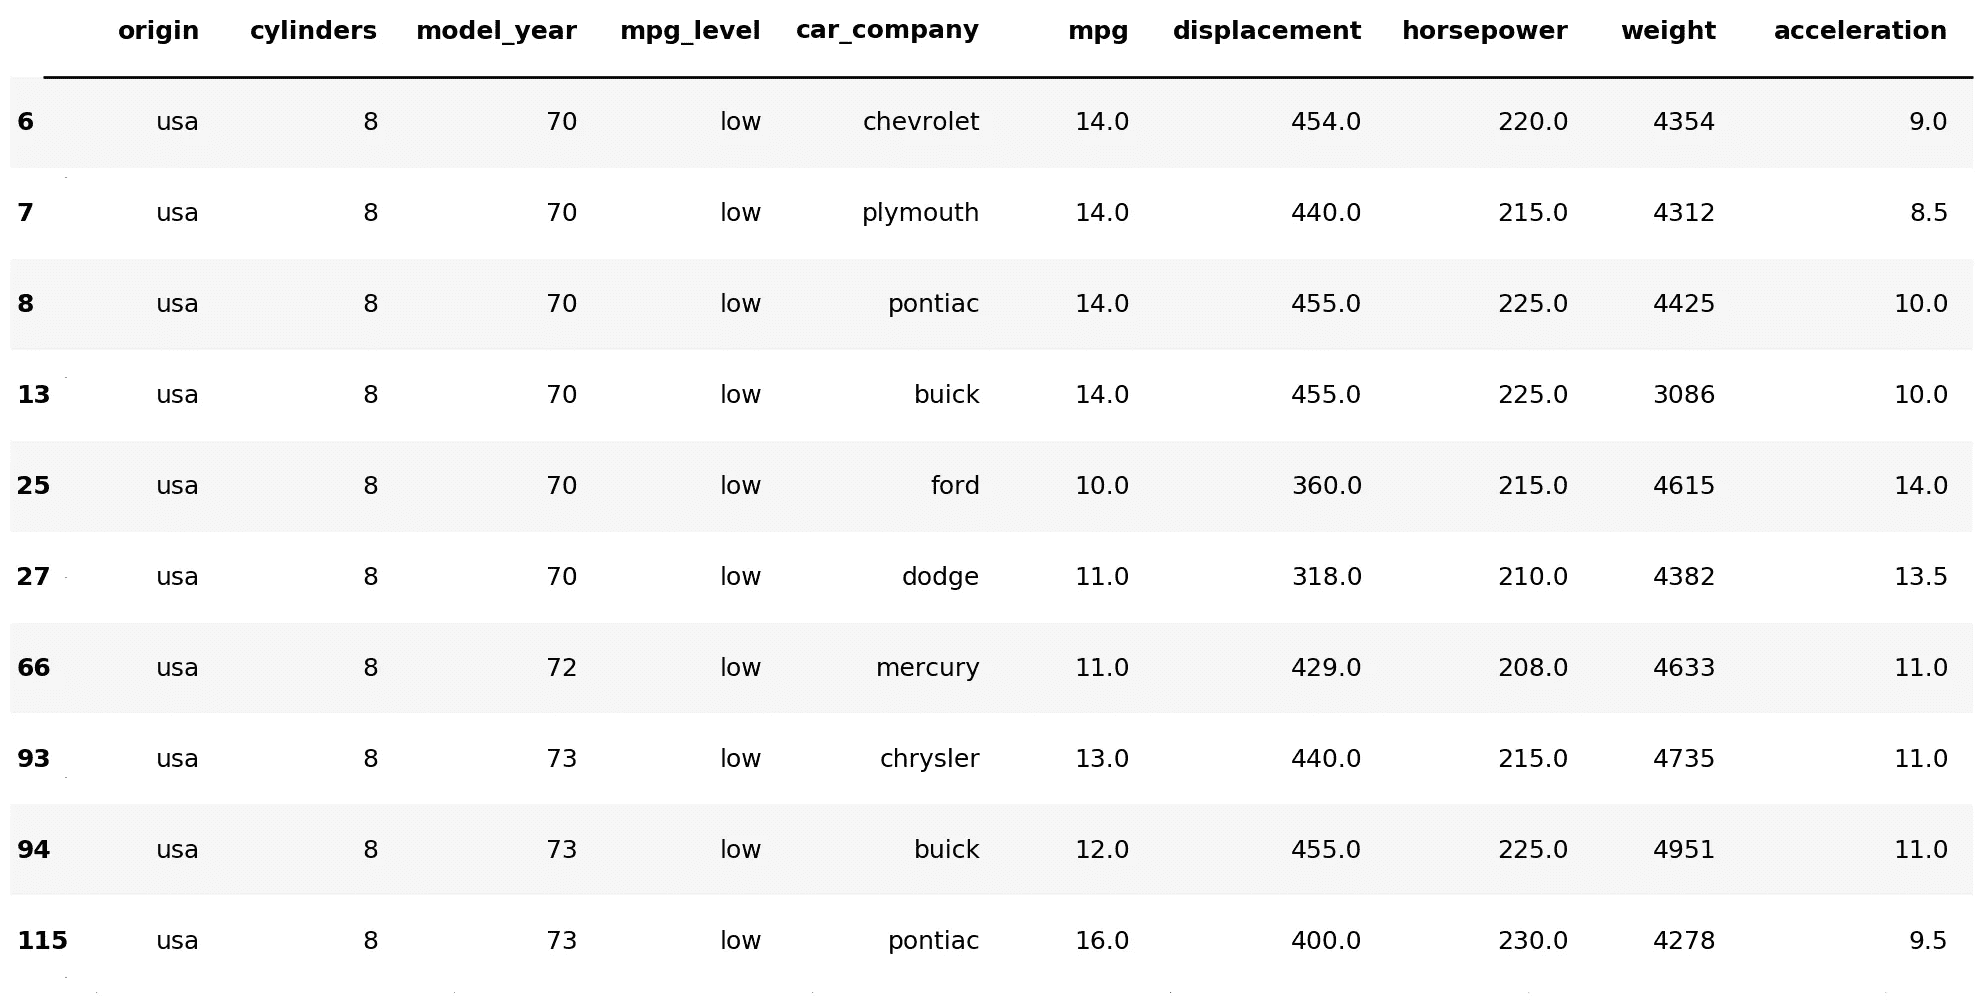 origin cylinders model_year mpg_level car_company mpg displacement horsepower weight acceleration
6 usa 8 70 low chevrolet 14.0 454.0 220.0 4354 9.0
7 usa 8 70 low plymouth 14.0 440.0 215.0 4312 8.5
8 usa 8 70 low pontiac 14.0 455.0 225.0 4425 10.0
13 usa 8 70 low buick 14.0 455.0 225.0 3086 10.0
25 usa 8 70 low ford 10.0 360.0 215.0 4615 14.0
27 usa 8 70 low dodge 11.0 318.0 210.0 4382 13.5
66 usa 8 72 low mercury 11.0 429.0 208.0 4633 11.0
93 usa 8 73 low chrysler 13.0 440.0 215.0 4735 11.0
94 usa 8 73 low buick 12.0 455.0 225.0 4951 11.0
115 usa 8 73 low pontiac 16.0 400.0 230.0 4278 9.5